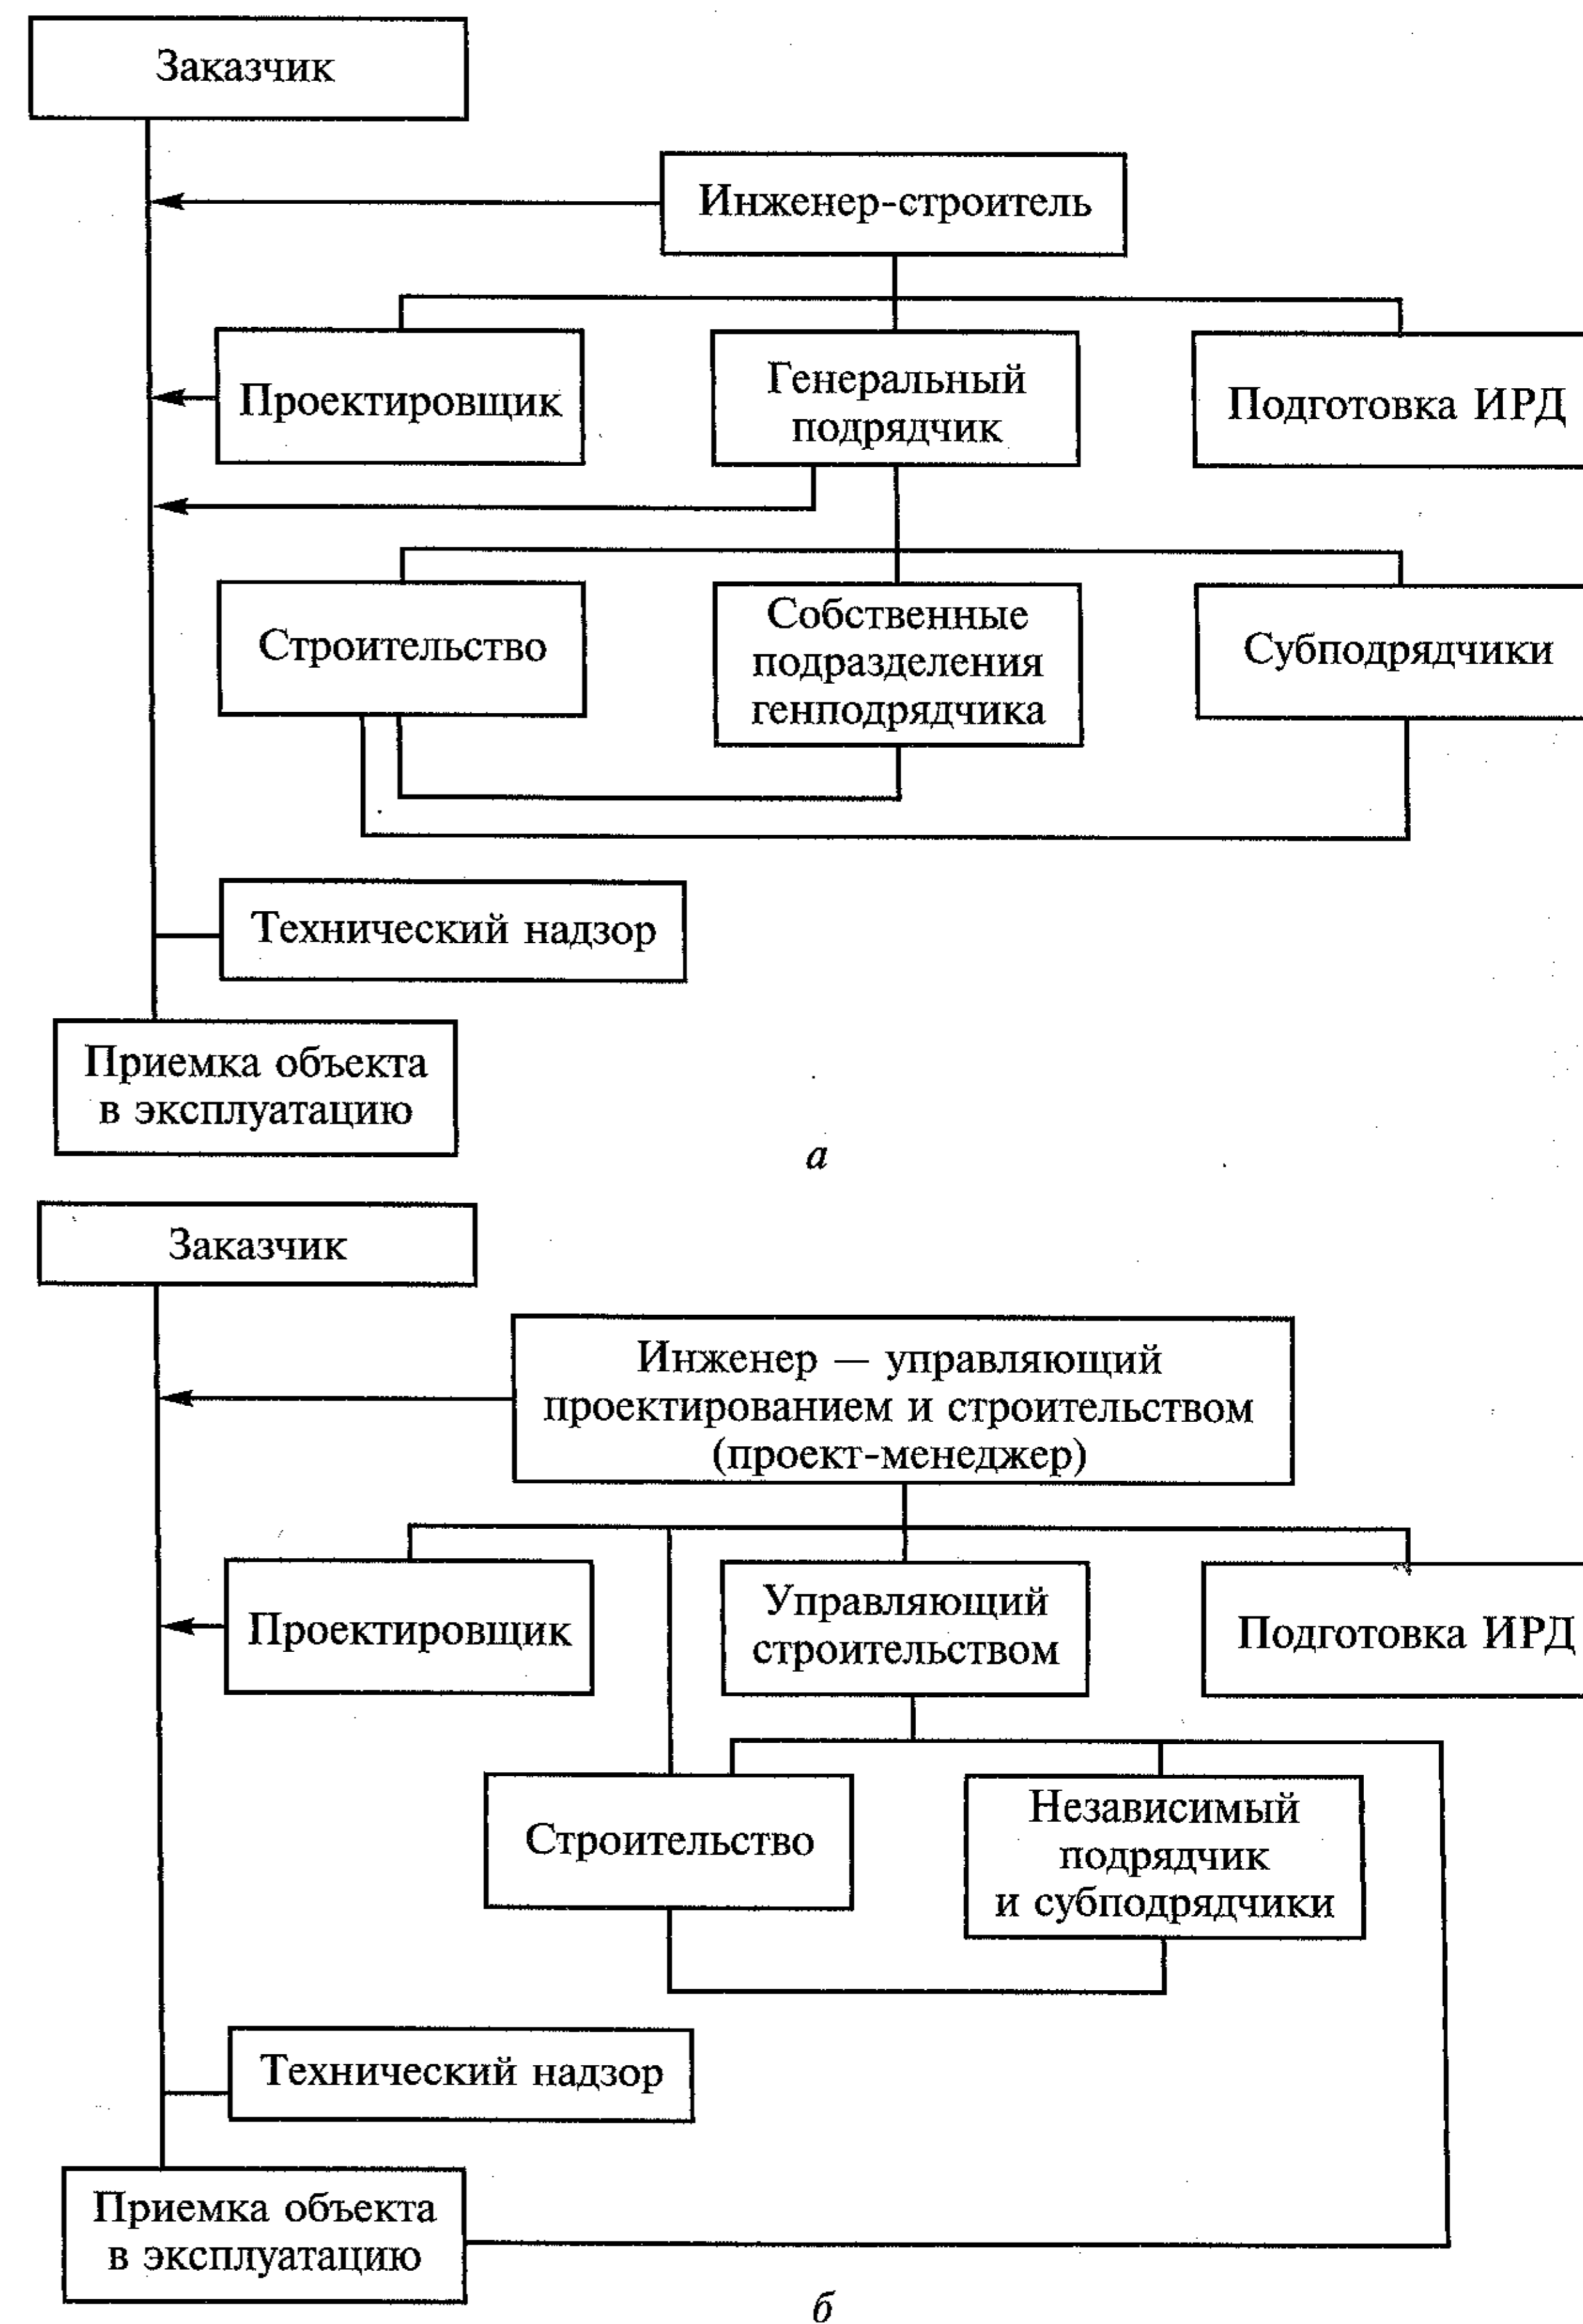 Заказчик
Инженер-строитель
Проектировщик
Генеральный
подрядчик
Подготовка ИРД
Строительство
Собственные
подразделения
генподрядчика
Субподрядчики
Технический надзор
Приемка объекта
в эксплуатацию
а
Заказчик
Инженер — управляющий
проектированием и строительством
(проект-менеджер)
Проектировщик
Управляющий
строительством
Подготовка ИРД
Строительство
Независимый
подрядчик
и субподрядчики
Технический надзор
Приемка объекта
в эксплуатацию
б